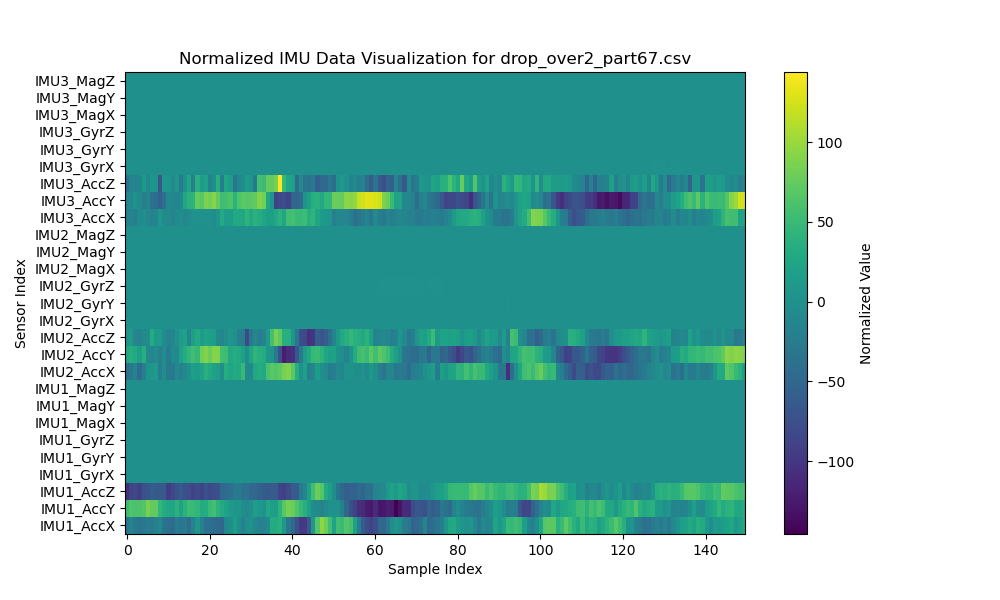 Normalized IMU Data Visualization for drop_over2_part67.csv
Sensor Index
IMU3_MagZ
IMU3_MagY
IMU3_MagX
IMU3_GyrZ
IMU3_GyrY
IMU3_GyrX
IMU3_AccZ
IMU3_AccY
IMU3_AccX
IMU2_MagZ
IMU2_MagY
IMU2_MagX
IMU2_GyrZ
IMU2_GyrY
IMU2_GyrX
IMU2_AccZ
IMU2_AccY
IMU2_AccX
IMU1_MagZ
IMU1_MagY
IMU1_MagX
IMU1_GyrZ
IMU1_GyrY
IMU1_GyrX
IMU1_AccZ
IMU1_AccY
IMU1_AccX
0 20 40 60 80 100 120 140
Sample Index
100
50
0
−50
−100
Normalized Value